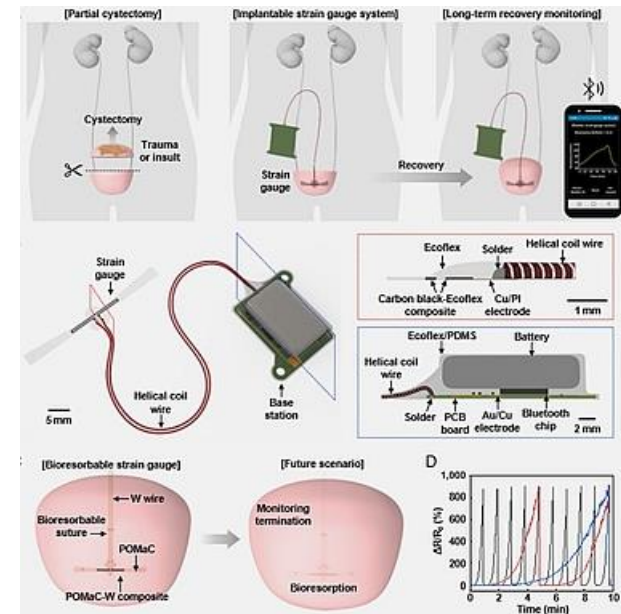 [Partial cystectomy]
[Implantable strain gauge system]
[Long-term recovery monitoring]
Cystectomy
Trauma
or insult
Strain
gauge
Recovery
Strain
gauge
Helical coil
wire
Base
station
5 mm
Ecoflex
Solder
Helical coil wire
Carbon black-Ecoflex
composite
Cu/PI
electrode
1 mm
Ecoflex/PDMS
Battery
Helical coil
wire
Solder
PCB
board
Au/Cu
electrode
Bluetooth
chip
2 mm
[Bioresorbable strain gauge]
[Future scenario]
W wire
Bioresorbable
suture
POMaC
POMaC-W composite
Monitoring
termination
Bioresorption
D
ΔR/R0 (%)
1,000
800
600
400
200
0
0 2 4 6 8 10
Time (min)